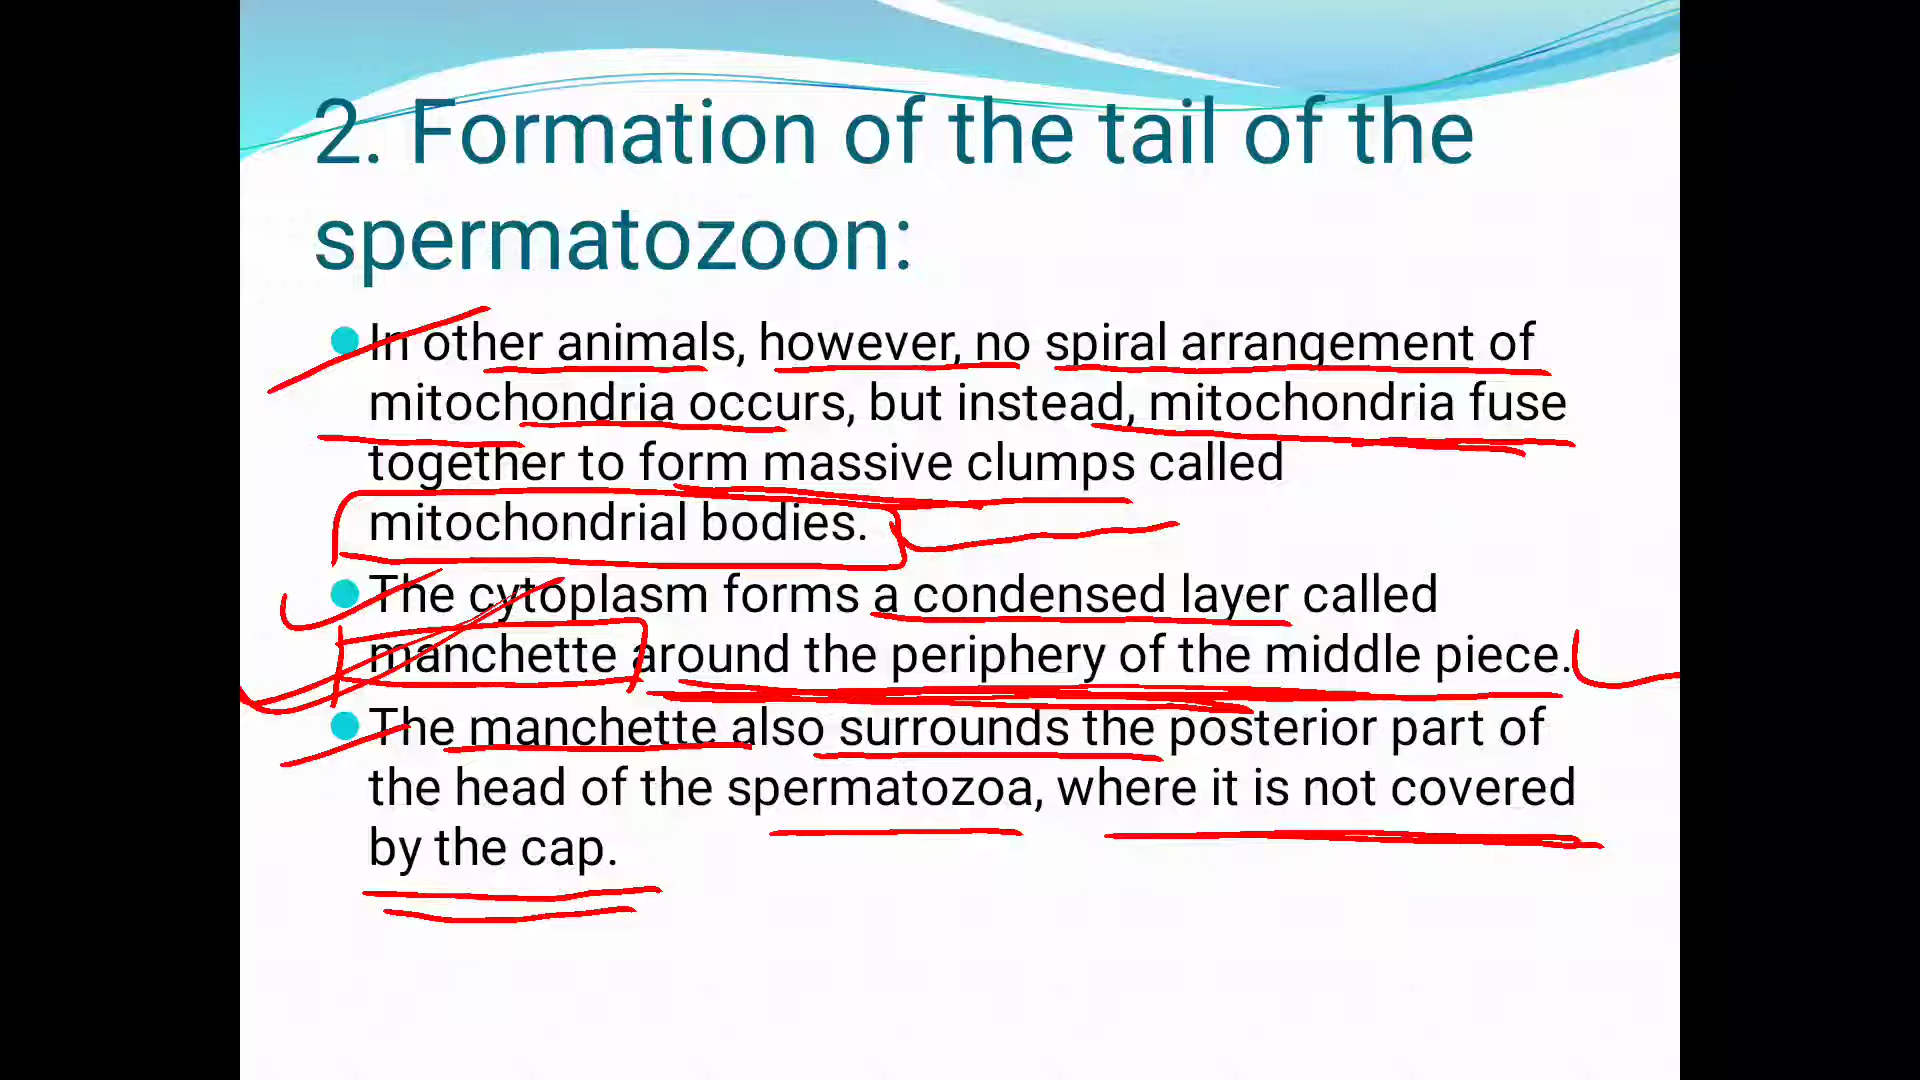 2. Formation of the tail of the
spermatozoon:
In other animals, however, no spiral arrangement of
mitochondria occurs, but instead, mitochondria fuse
together to form massive clumps called
mitochondrial bodies.
The cytoplasm forms a condensed layer called
manchette around the periphery of the middle piece.
The manchette also surrounds the posterior part of
the head of the spermatozoa, where it is not covered
by the cap.